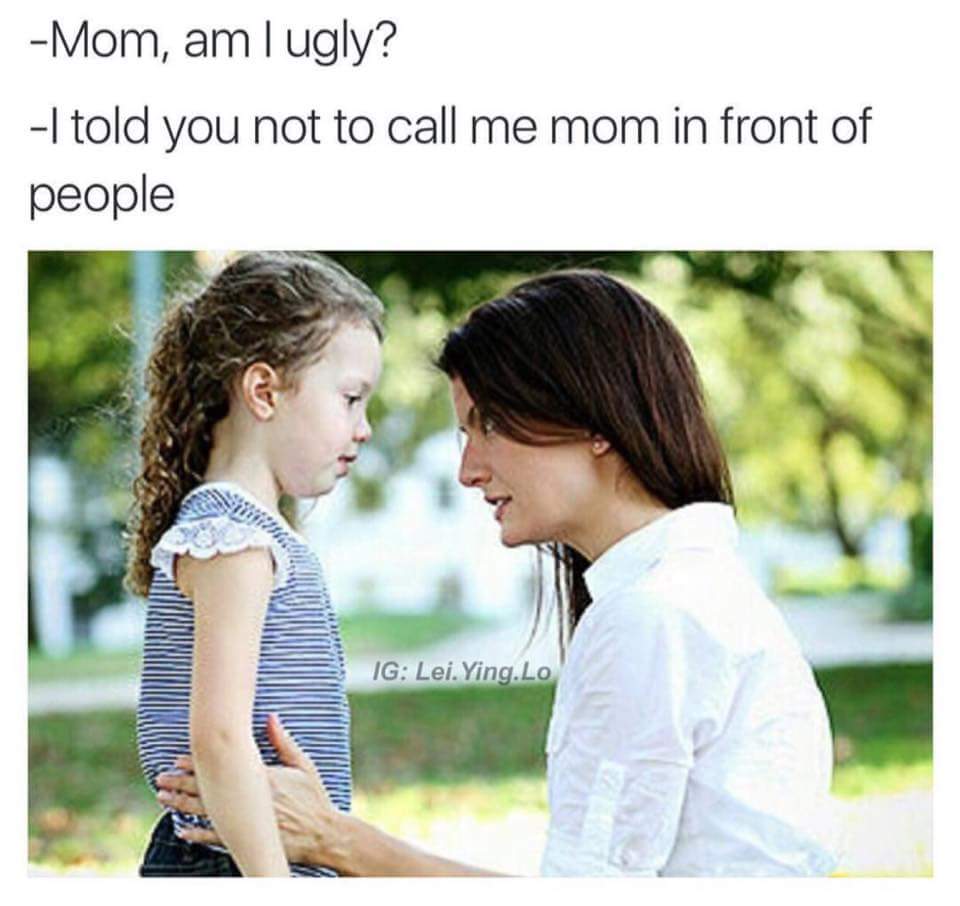 -Mom, am I ugly?
-I told you not to call me mom in front of
people
IG: Lei.Ying.Lo